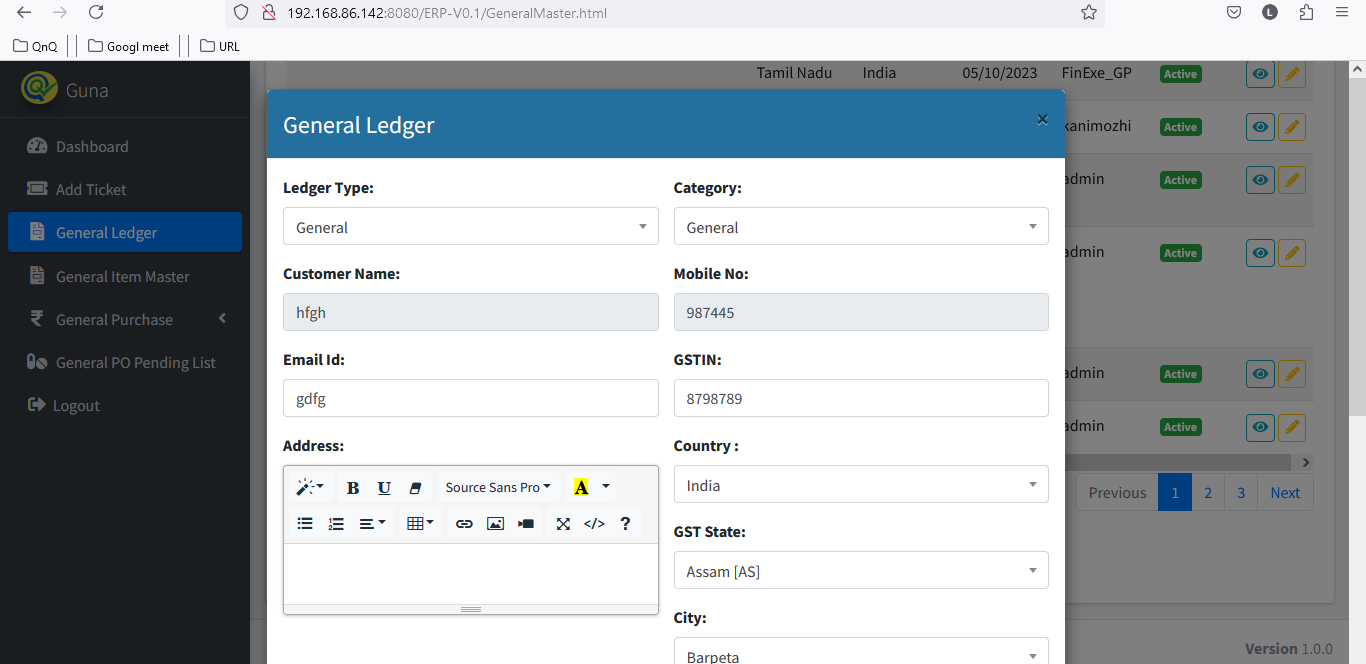 192.168.86.142:8080/ERP-V0.1/GeneralMaster.html
L
QnQ
Googl meet
URL
Guna
Dashboard
Add Ticket
General Ledger
General Item Master
General Purchase
General PO Pending List
Logout
Tamil Nadu India 05/10/2023 FinExe_GP Active
kanimozhi Active
admin Active
admin Active
admin Active
admin Active
Previous 1 2 3 Next
Version 1.0.0
General Ledger ×
Ledger Type: Category:
General General
Customer Name: Mobile No:
hfgh 987445
Email Id: GSTIN:
gdfg 8798789
Address: Country :
B U Source Sans Pro A
</> ?
India
GST State:
Assam [AS]
City:
Barpeta